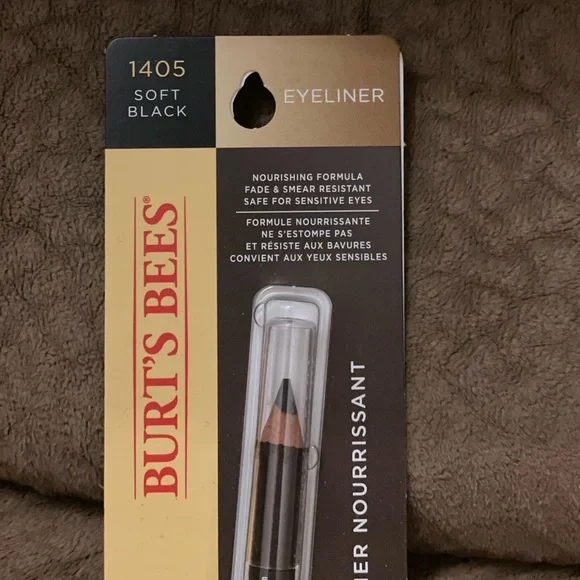 1405
SOFT
BLACK
EYELINER
NOURISHING FORMULA
FADE & SMEAR RESISTANT
SAFE FOR SENSITIVE EYES
FORMULE NOURRISSANTE
NE S'ESTOMPE PAS
ET RÉSISTE AUX BAVURES
CONVIENT AUX YEUX SENSIBLES
BURT'S BEES®
NOURRISSANT